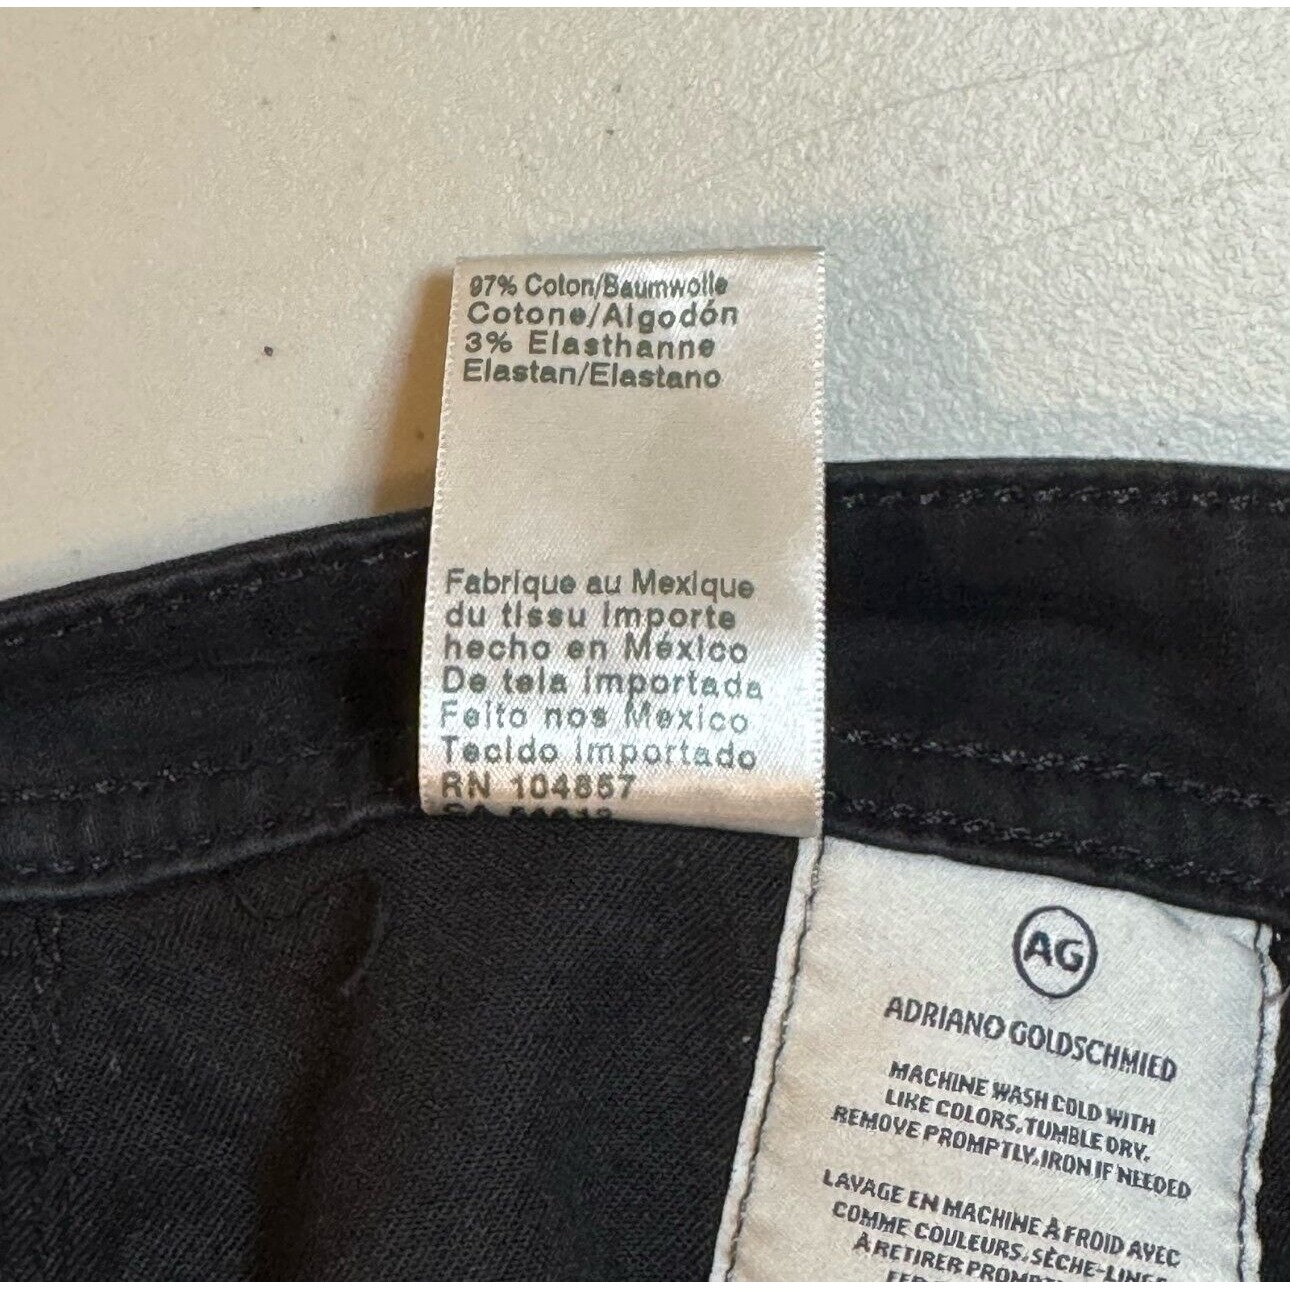 97% Coton/Baumwolle
Cotone/Algodón
3% Elasthanne
Elastan/Elastano
Fabrique au Mexique
du tissu importe
hecho en México
De tela importada
Feito nos Mexico
Tecido importado
RN 104857
AG
ADRIANO GOLDSCHMIED
MACHINE WASH COLD WITH
LIKE COLORS, TUMBLE DRY.
REMOVE PROMPTLY. IRON IF NEEDED
LAVAGE EN MACHINE À FROID AVEC
COMME COULEURS, SÈCHE-LINGE
À RETIRER